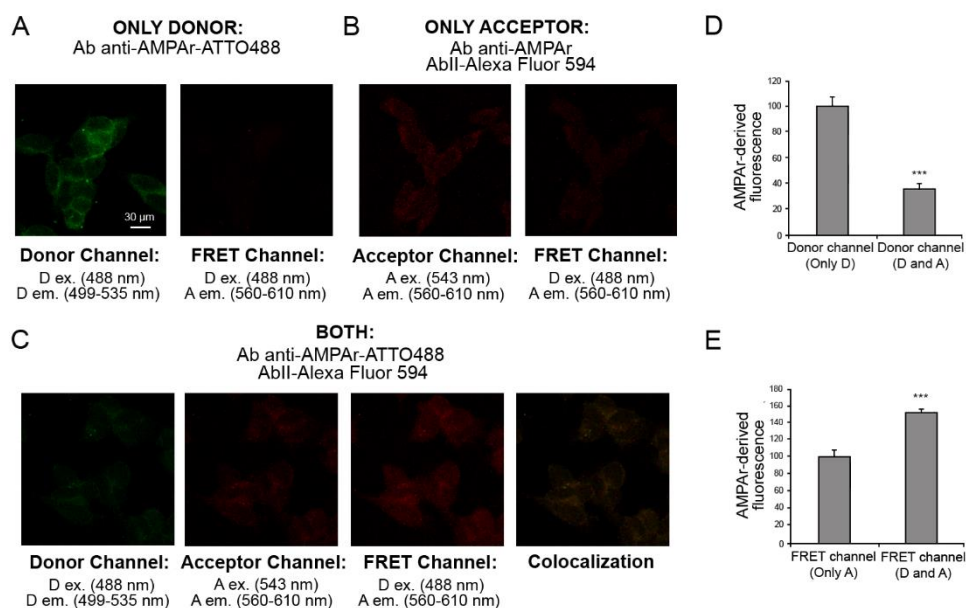 A
ONLY DONOR:
Ab anti-AMPAr-ATTO488
30 µm
Donor Channel:
D ex. (488 nm)
D em. (499-535 nm)
FRET Channel:
D ex. (488 nm)
A em. (560-610 nm)
B
ONLY ACCEPTOR:
Ab anti-AMPAr
AbII-Alexa Fluor 594
Acceptor Channel:
A ex. (543 nm)
A em. (560-610 nm)
FRET Channel:
D ex. (488 nm)
A em. (560-610 nm)
C
BOTH:
Ab anti-AMPAr-ATTO488
AbII-Alexa Fluor 594
Donor Channel:
D ex. (488 nm)
D em. (499-535 nm)
Acceptor Channel:
A ex. (543 nm)
A em. (560-610 nm)
FRET Channel:
D ex. (488 nm)
A em. (560-610 nm)
Colocalization
D
AMPAr-derived
fluorescence
120
100
80
60
40
20
0
***
Donor channel
(Only D)
Donor channel
(D and A)
E
AMPAr-derived
fluorescence
180
160
140
120
100
80
60
40
20
0
***
FRET channel
(Only A)
FRET channel
(D and A)